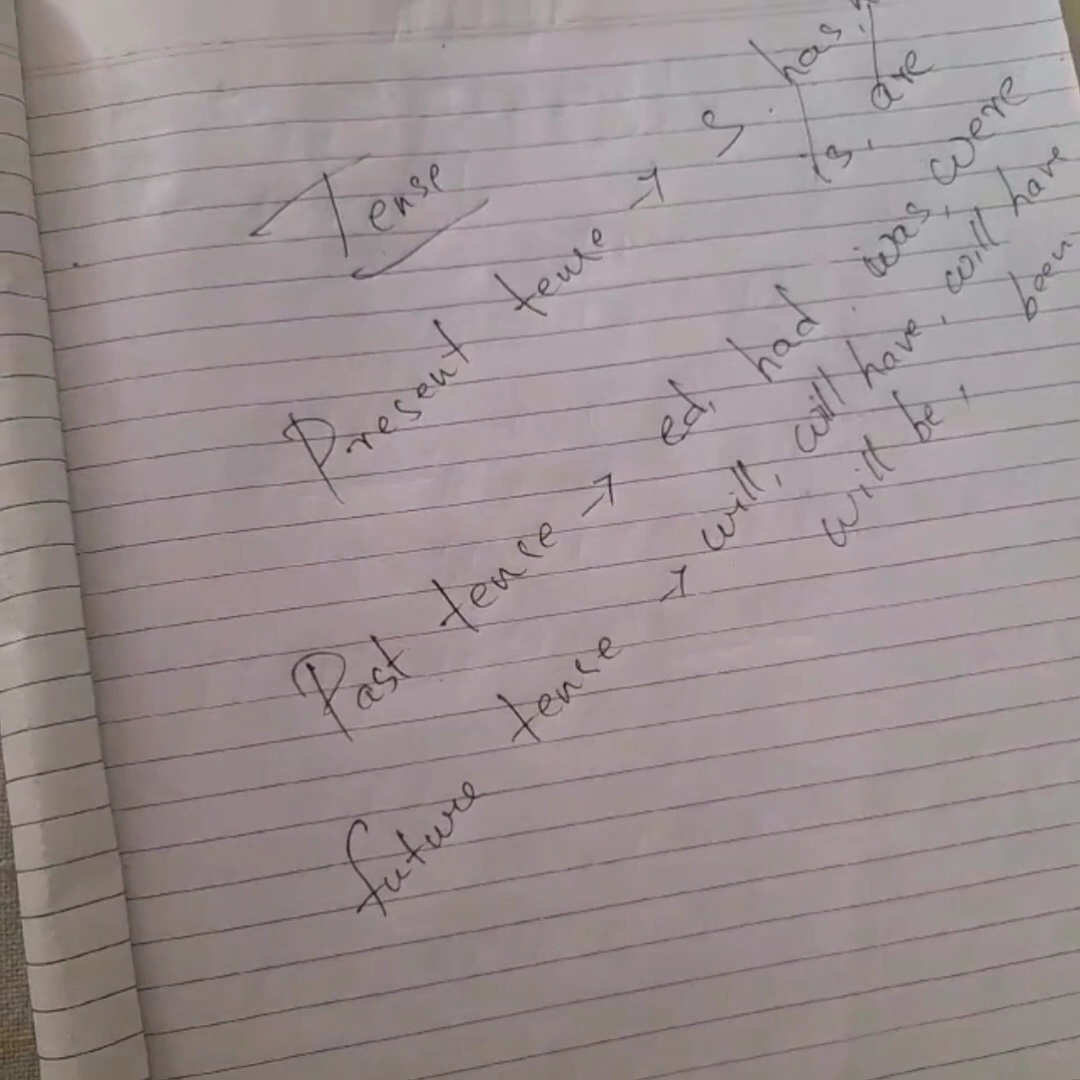 Tense
Present tense → s. has,
is, are
Past tense → ed, had, was, were
future tense → will, will have, will have
will be, been